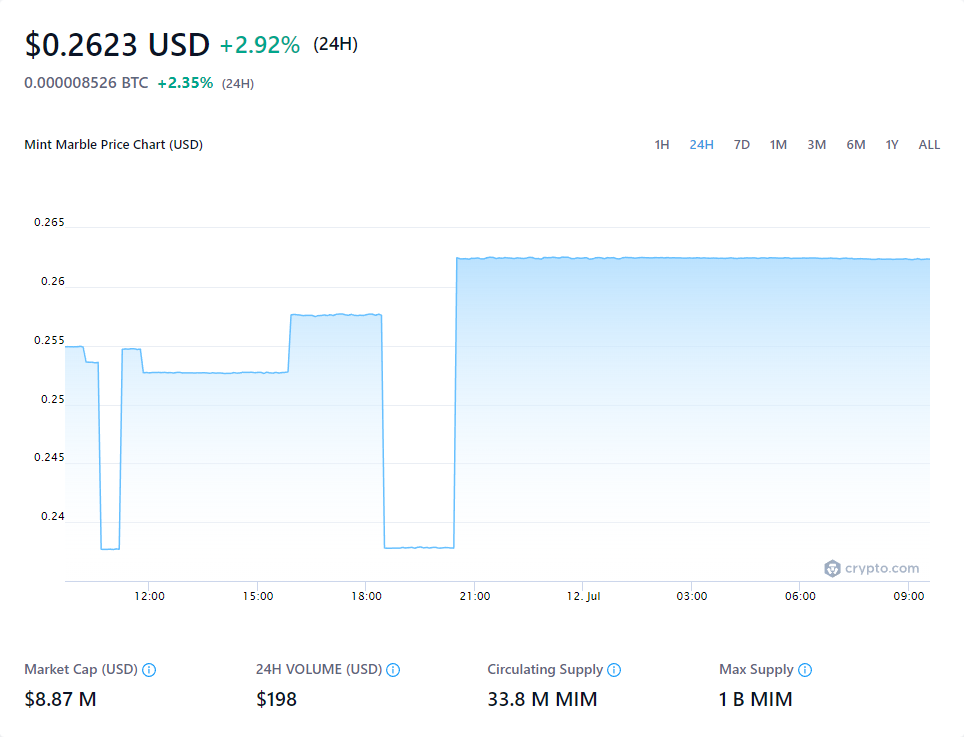 $0.2623 USD +2.92% (24H)
0.000008526 BTC +2.35% (24H)
Mint Marble Price Chart (USD) 1H 24H 7D 1M 3M 6M 1Y ALL
0.265
0.26
0.255
0.25
0.245
0.24
crypto.com
12:00 15:00 18:00 21:00 12. Jul 03:00 06:00 09:00
Market Cap (USD) 24H VOLUME (USD) Circulating Supply Max Supply
$8.87 M $198 33.8 M MIM 1 B MIM